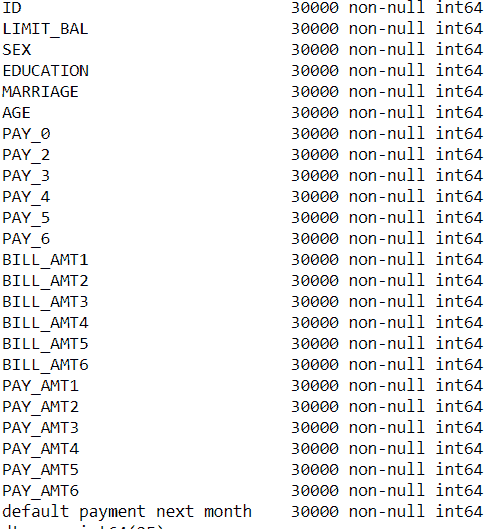 ID 30000 non-null int64
LIMIT_BAL 30000 non-null int64
SEX 30000 non-null int64
EDUCATION 30000 non-null int64
MARRIAGE 30000 non-null int64
AGE 30000 non-null int64
PAY_0 30000 non-null int64
PAY_2 30000 non-null int64
PAY_3 30000 non-null int64
PAY_4 30000 non-null int64
PAY_5 30000 non-null int64
PAY_6 30000 non-null int64
BILL_AMT1 30000 non-null int64
BILL_AMT2 30000 non-null int64
BILL_AMT3 30000 non-null int64
BILL_AMT4 30000 non-null int64
BILL_AMT5 30000 non-null int64
BILL_AMT6 30000 non-null int64
PAY_AMT1 30000 non-null int64
PAY_AMT2 30000 non-null int64
PAY_AMT3 30000 non-null int64
PAY_AMT4 30000 non-null int64
PAY_AMT5 30000 non-null int64
PAY_AMT6 30000 non-null int64
default payment next month 30000 non-null int64